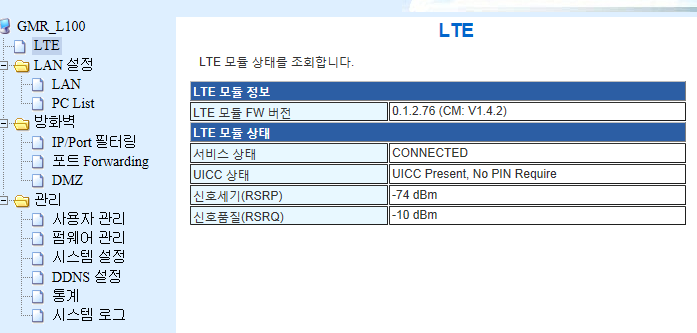 GMR_L100
LTE
LAN 설정
LAN
PC List
방화벽
IP/Port 필터링
포트 Forwarding
DMZ
관리
사용자 관리
펌웨어 관리
시스템 설정
DDNS 설정
통계
시스템 로그
LTE
LTE 모듈 상태를 조회합니다.
LTE 모듈 정보
LTE 모듈 FW 버전 0.1.2.76 (CM: V1.4.2)
LTE 모듈 상태
서비스 상태 CONNECTED
UICC 상태 UICC Present, No PIN Require
신호세기(RSRP) -74 dBm
신호품질(RSRQ) -10 dBm